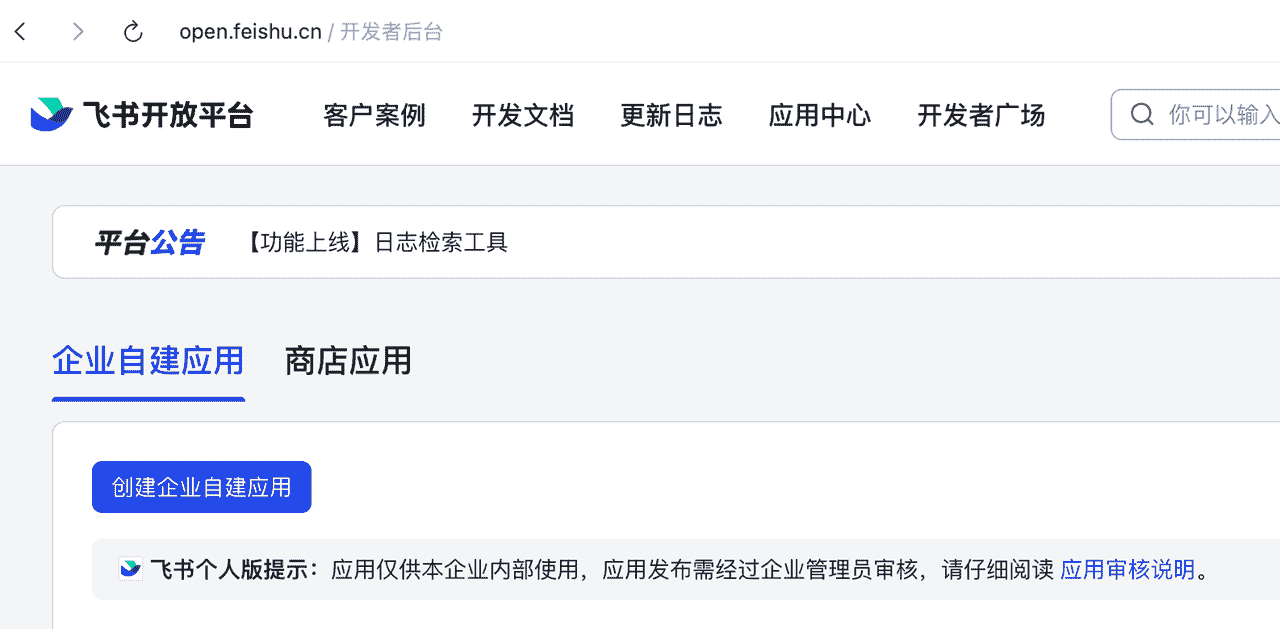 open.feishu.cn / 开发者后台
飞书开放平台 客户案例 开发文档 更新日志 应用中心 开发者广场 你可以输入
平台公告 【功能上线】日志检索工具
企业自建应用 商店应用
创建企业自建应用
飞书个人版提示：应用仅供本企业内部使用，应用发布需经过企业管理员审核，请仔细阅读 应用审核说明。